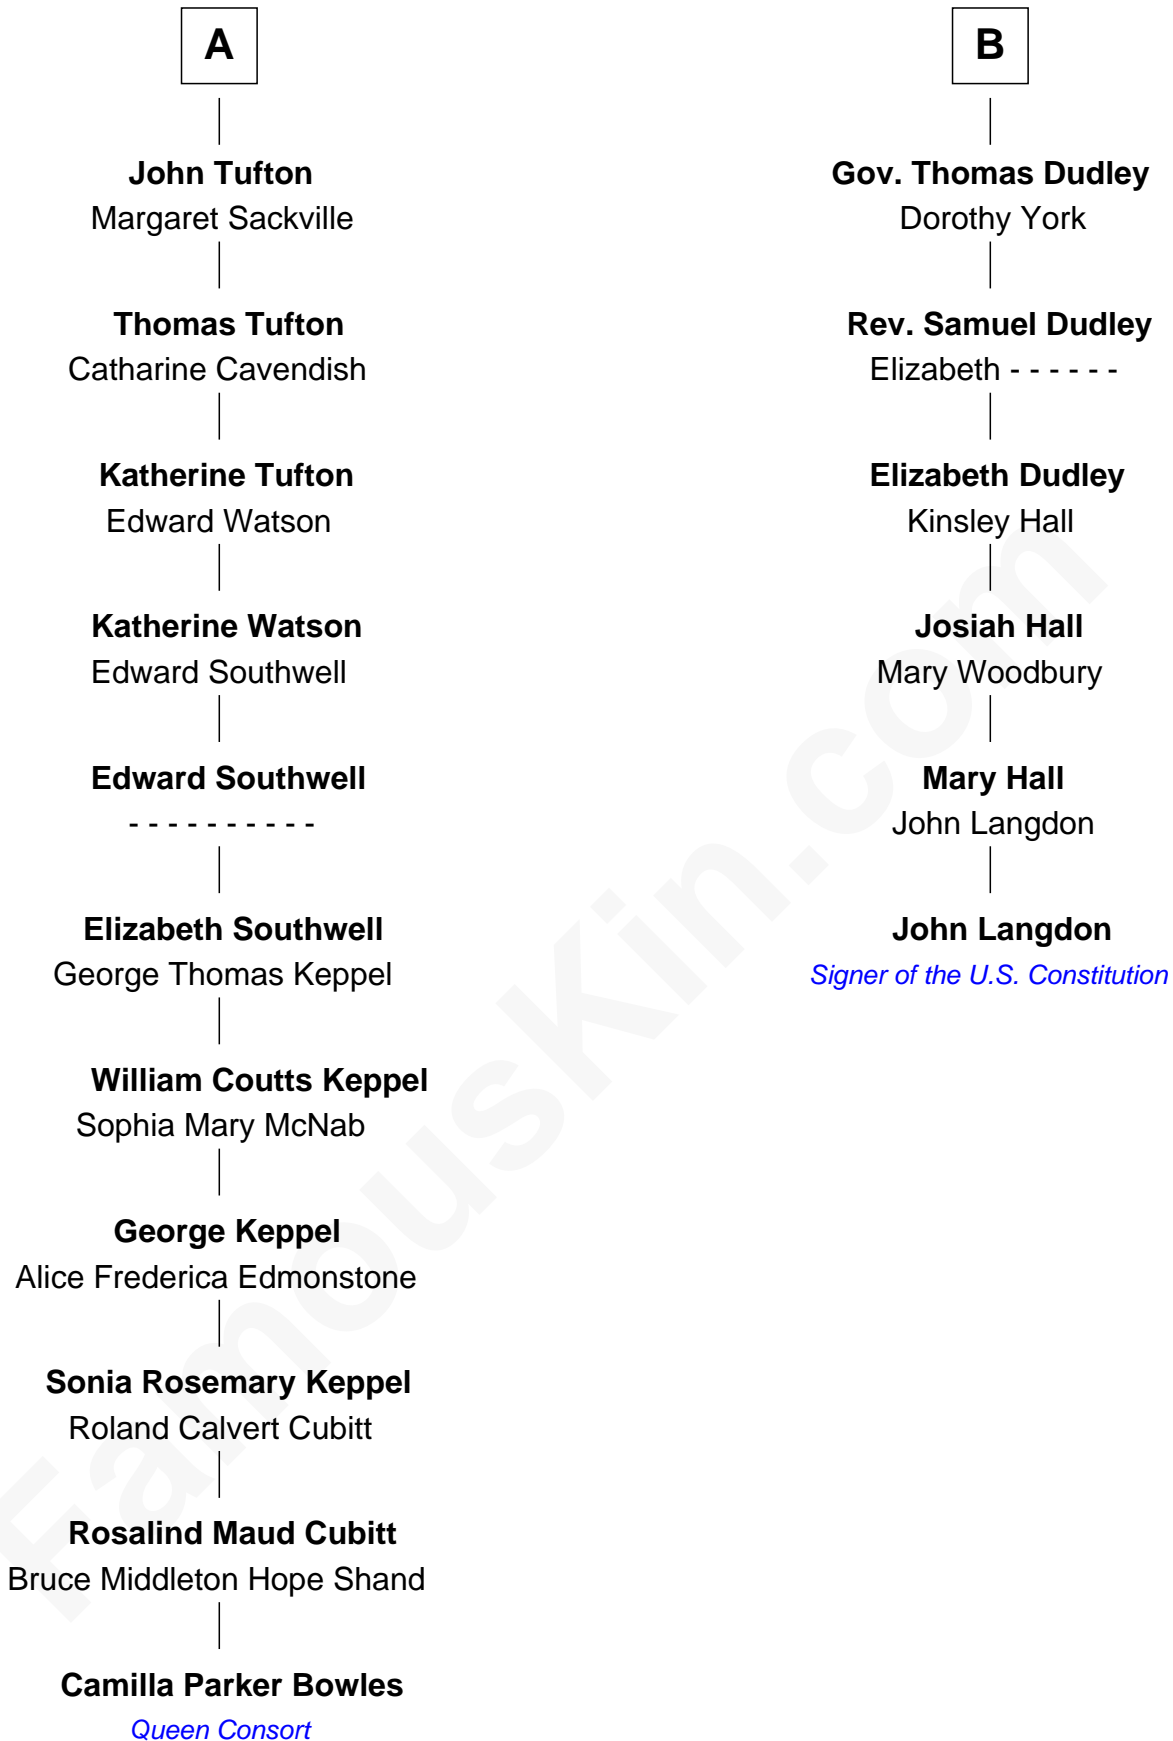 A
John Tufton
Margaret Sackville
Thomas Tufton
Catharine Cavendish
Katherine Tufton
Edward Watson
Katherine Watson
Edward Southwell
Edward Southwell
- - - - - - - - - -
Elizabeth Southwell
George Thomas Keppel
William Coutts Keppel
Sophia Mary McNab
George Keppel
Alice Frederica Edmonstone
Sonia Rosemary Keppel
Roland Calvert Cubitt
Rosalind Maud Cubitt
Bruce Middleton Hope Shand
Camilla Parker Bowles
Queen Consort
B
Gov. Thomas Dudley
Dorothy York
Rev. Samuel Dudley
Elizabeth - - - - - -
Elizabeth Dudley
Kinsley Hall
Josiah Hall
Mary Woodbury
Mary Hall
John Langdon
John Langdon
Signer of the U.S. Constitution
FamousKin.com